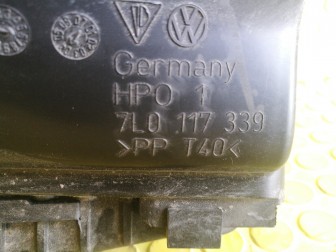 Germany
HPO 1
7L0 117 339
>PP T40<